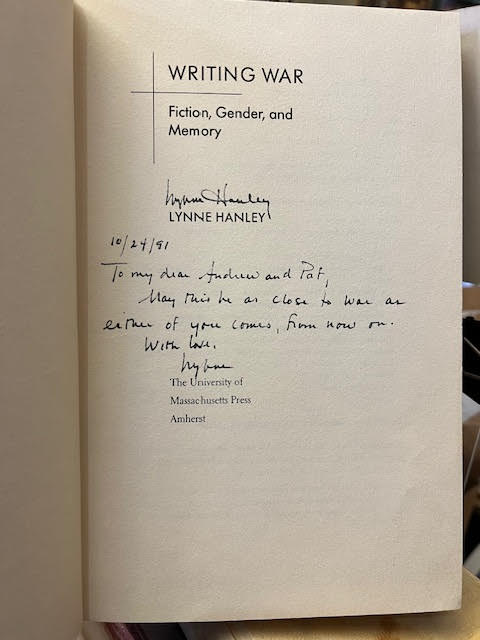 WRITING WAR
Fiction, Gender, and
Memory
Lynne Hanley
LYNNE HANLEY
10/24/91
To my dear Andrew and Pat,
May this be as close to war as
either of you comes, from now on.
With love,
Lynne
The University of
Massachusetts Press
Amherst